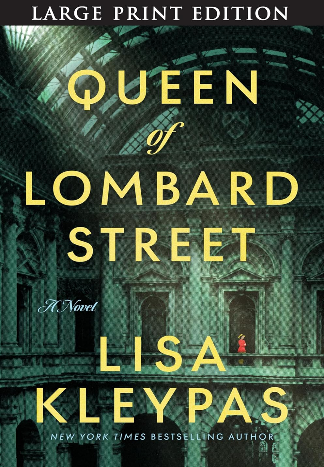 LARGE PRINT EDITION
QUEEN
of
LOMBARD
STREET
A Novel
LISA
KLEYPAS
NEW YORK TIMES BESTSELLING AUTHOR